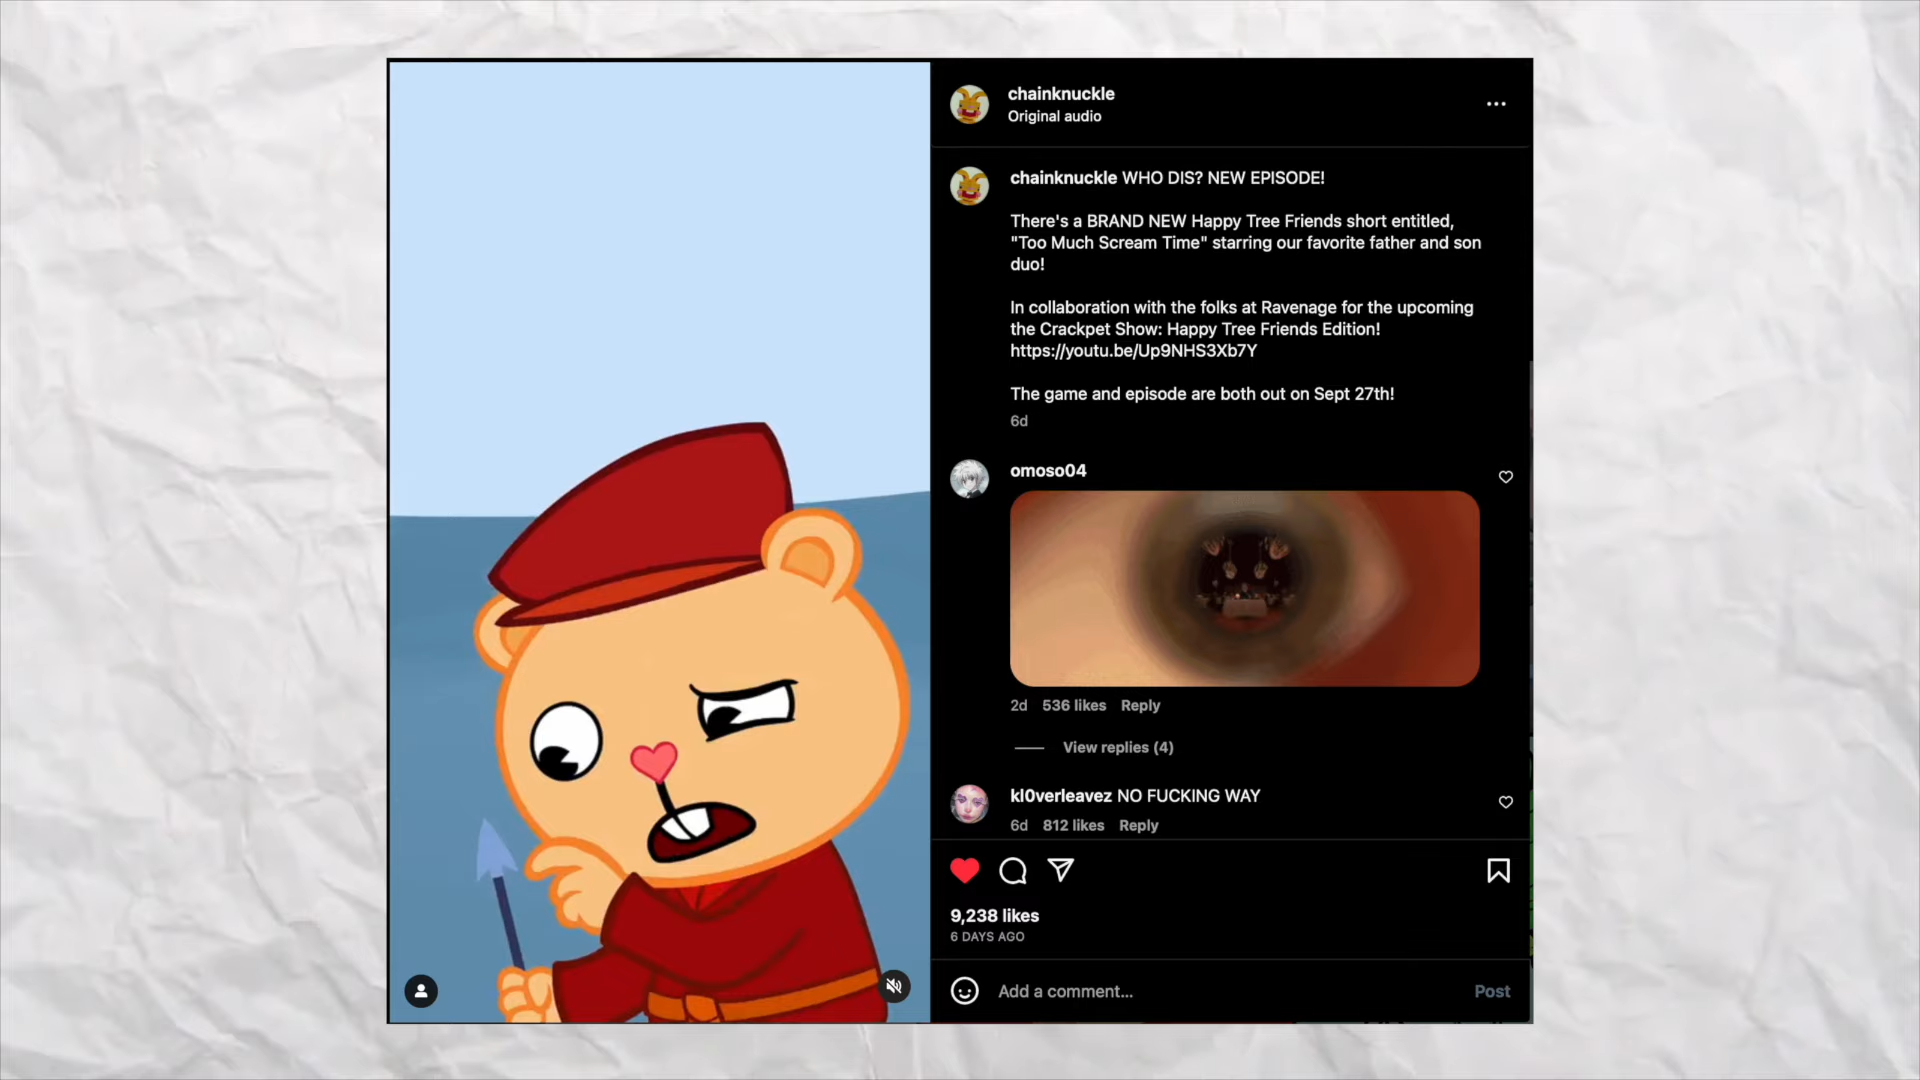 chainknuckle
Original audio
chainknuckle WHO DIS? NEW EPISODE!
There's a BRAND NEW Happy Tree Friends short entitled,
"Too Much Scream Time" starring our favorite father and son
duo!
In collaboration with the folks at Ravenage for the upcoming
the Crackpet Show: Happy Tree Friends Edition!
https://youtu.be/Up9NHS3Xb7Y
The game and episode are both out on Sept 27th!
6d
omoso04
2d 536 likes Reply
View replies (4)
kl0verleavez NO FUCKING WAY
6d 812 likes Reply
9,238 likes
6 DAYS AGO
Add a comment...
Post